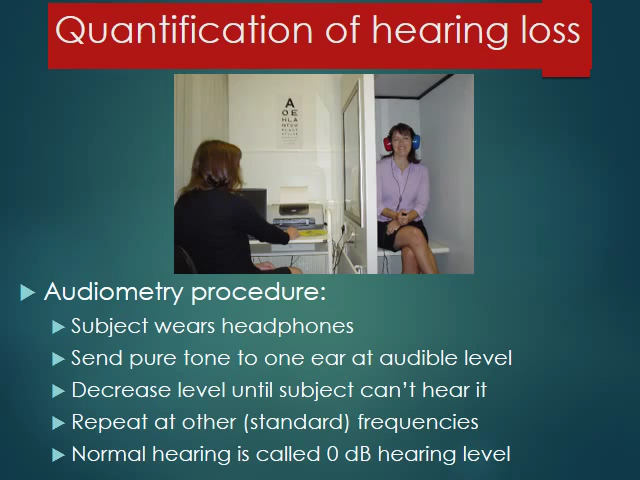 Quantification of hearing loss
A
O E
H L A
Audiometry procedure:
Subject wears headphones
Send pure tone to one ear at audible level
Decrease level until subject can’t hear it
Repeat at other (standard) frequencies
Normal hearing is called 0 dB hearing level